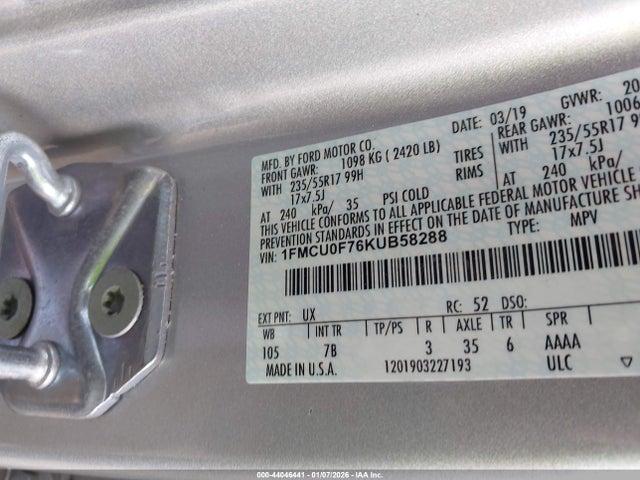 DATE: 03/19 GVWR: 20
MFD. BY FORD MOTOR CO.
FRONT GAWR: 1098 KG ( 2420 LB) REAR GAWR: 1006
WITH 235/55R17 99H TIRES WITH 235/55R17 99
17x7.5J RIMS 17x7.5J
AT 240 kPa/ 35 PSI COLD AT 240 kPa/
THIS VEHICLE CONFORMS TO ALL APPLICABLE FEDERAL MOTOR VEHICLE
PREVENTION STANDARDS IN EFFECT ON THE DATE OF MANUFACTURE SH
VIN: 1FMCU0F76KUB58288 TYPE: MPV
EXT PNT: UX RC: 52 DSO:
WB INT TR TP/PS R AXLE TR SPR
105 7B 3 35 6 AAAA
MADE IN U.S.A. 1201903227193 ULC
000-44046441 - 01/07/2026 - IAA, Inc.